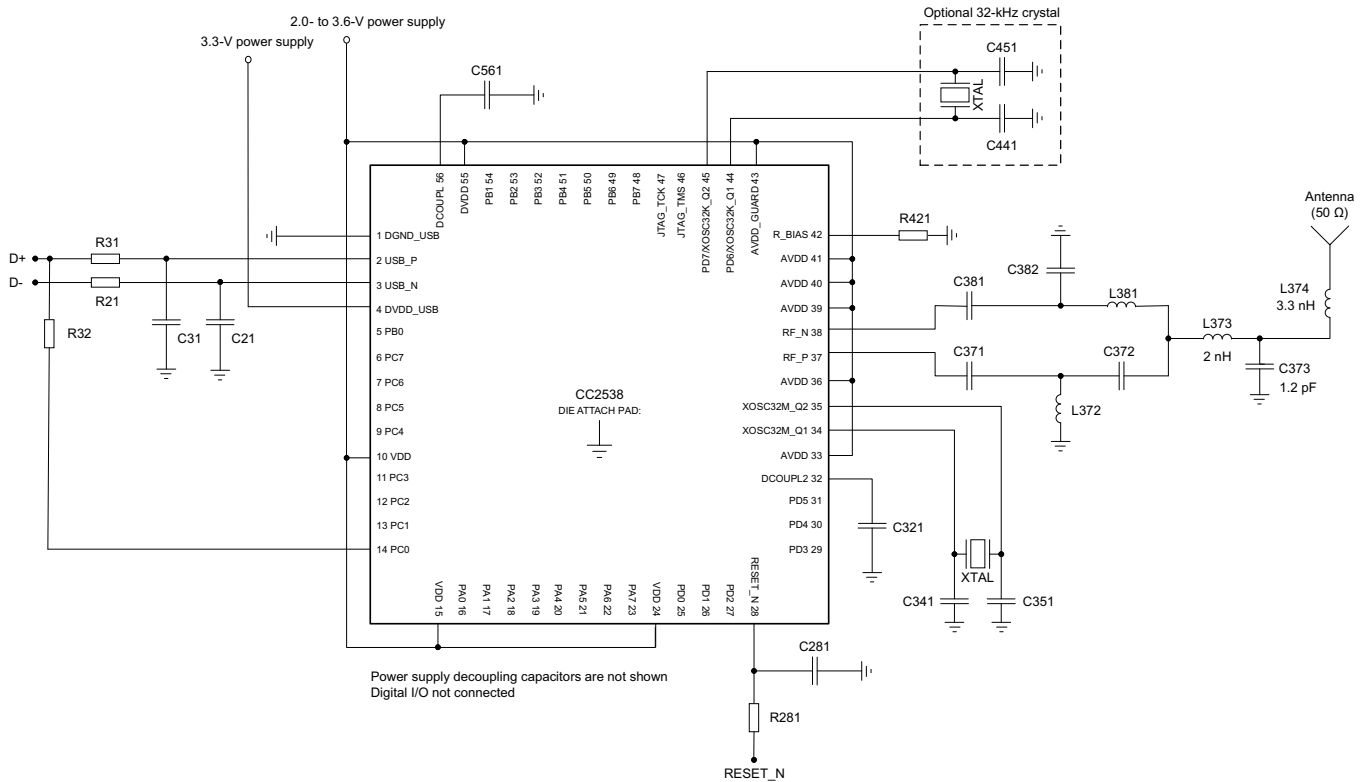 2.0- to 3.6-V power supply
3.3-V power supply
Optional 32-kHz crystal
C561
C451
XTAL
C441
DCOUPL 56
DVDD 55
PB1 54
PB2 53
PB3 52
PB4 51
PB5 50
PB6 49
PB7 48
JTAG_TCK 47
JTAG_TMS 46
PD7/XOSC32K_Q2 45
PD6/XOSC32K_Q1 44
AVDD_GUARD 43
Antenna
(50 Ω)
D+
D-
R31
R21
R32
C31
C21
1 DGND_USB
2 USB_P
3 USB_N
4 DVDD_USB
5 PB0
6 PC7
7 PC6
8 PC5
9 PC4
10 VDD
11 PC3
12 PC2
13 PC1
14 PC0
CC2538
DIE ATTACH PAD:
R_BIAS 42
AVDD 41
AVDD 40
AVDD 39
RF_N 38
RF_P 37
AVDD 36
XOSC32M_Q2 35
XOSC32M_Q1 34
AVDD 33
DCOUPL2 32
PD5 31
PD4 30
PD3 29
R421
C382
C381
L381
C371
C372
L372
L373
2 nH
L374
3.3 nH
C373
1.2 pF
C321
XTAL
C341
C351
VDD 15
PA0 16
PA1 17
PA2 18
PA3 19
PA4 20
PA5 21
PA6 22
PA7 23
VDD 24
PD0 25
PD1 26
PD2 27
RESET_N 28
C281
R281
RESET_N
Power supply decoupling capacitors are not shown
Digital I/O not connected